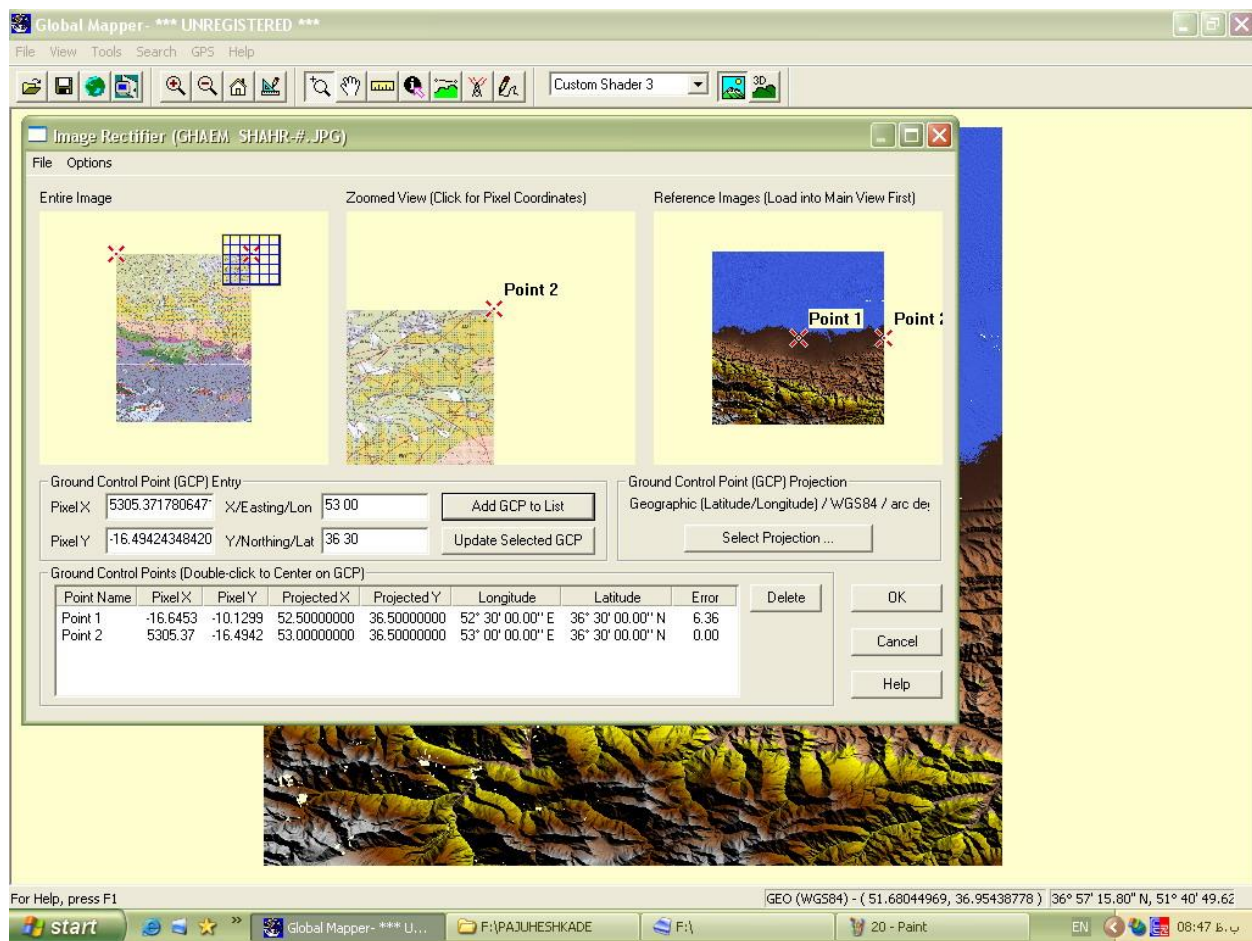 Global Mapper - *** UNREGISTERED ***
File View Tools Search GPS Help
Custom Shader 3
3D
Image Rectifier (GHAEM SHAHR-#.JPG)
File Options
Entire Image
Zoomed View (Click for Pixel Coordinates)
Reference Images (Load into Main View First)
Point 2
Point 1
Point 2
Ground Control Point (GCP) Entry
Pixel X 5305.371780647 X/Easting/Lon 53 00 Add GCP to List
Pixel Y -16.49424348420 Y/Northing/Lat 36 30 Update Selected GCP
Ground Control Point (GCP) Projection
Geographic (Latitude/Longitude) / WGS84 / arc de
Select Projection ...
Ground Control Points (Double-click to Center on GCP)
Point Name Pixel X Pixel Y Projected X Projected Y Longitude Latitude Error
Point 1 -16.6453 -10.1299 52.50000000 36.50000000 52° 30' 00.00" E 36° 30' 00.00" N 6.36
Point 2 5305.37 -16.4942 53.00000000 36.50000000 53° 00' 00.00" E 36° 30' 00.00" N 0.00
Delete
OK
Cancel
Help
For Help, press F1
GEO (WGS84) - ( 51.68044969, 36.95438778 ) 36° 57' 15.80" N, 51° 40' 49.62
start
Global Mapper- *** U...
F:\PAJUHESHKADE
F:\
20 - Paint
EN
08:47 ق.ظ